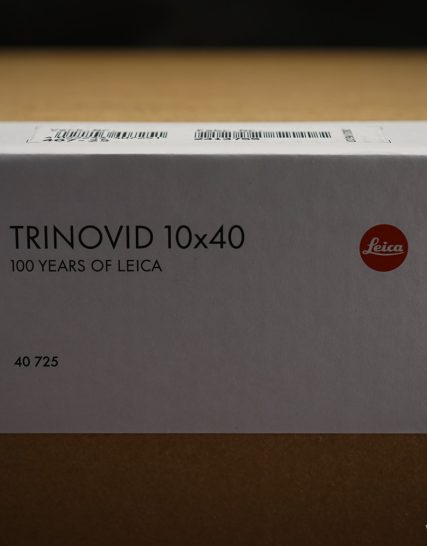 TRINOVID 10x40
100 YEARS OF LEICA
Leica
40 725